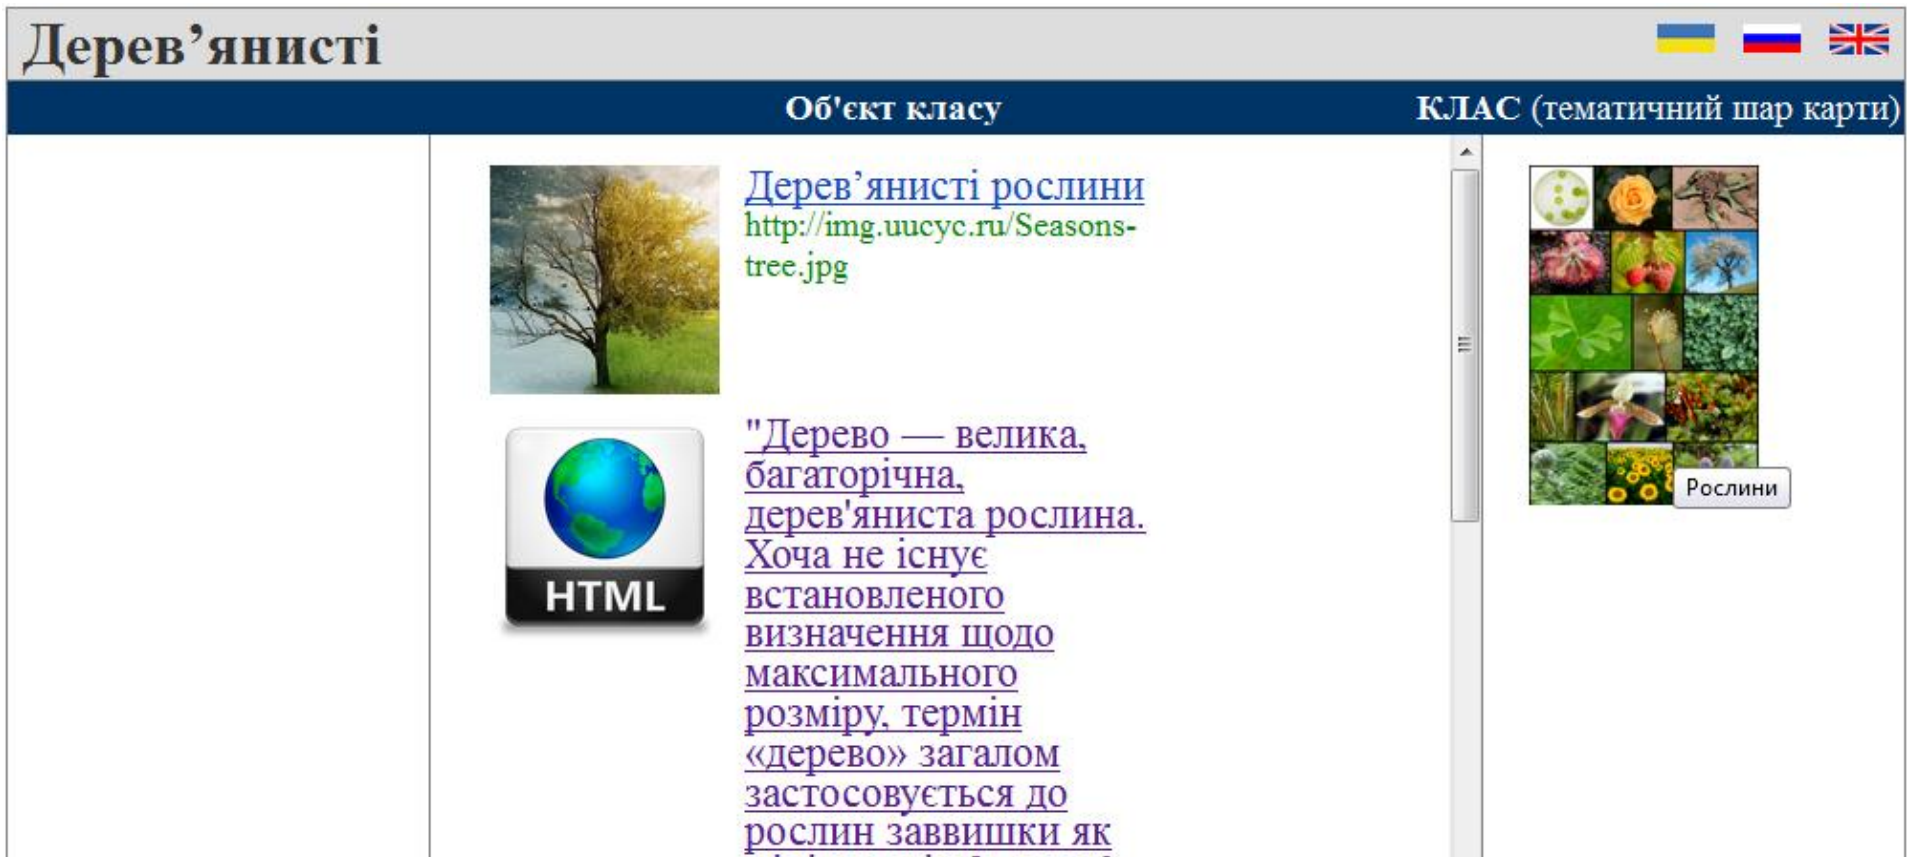 Дерев’янисті
Об'єкт класу
КЛАС (тематичний шар карти)
Дерев’янисті рослини
http://img.uucyc.ru/Seasons-
tree.jpg
HTML
"Дерево — велика,
багаторічна,
дерев'яниста рослина.
Хоча не існує
встановленого
визначення щодо
максимального
розміру, термін
«дерево» загалом
застосовується до
рослин заввишки як
Рослини